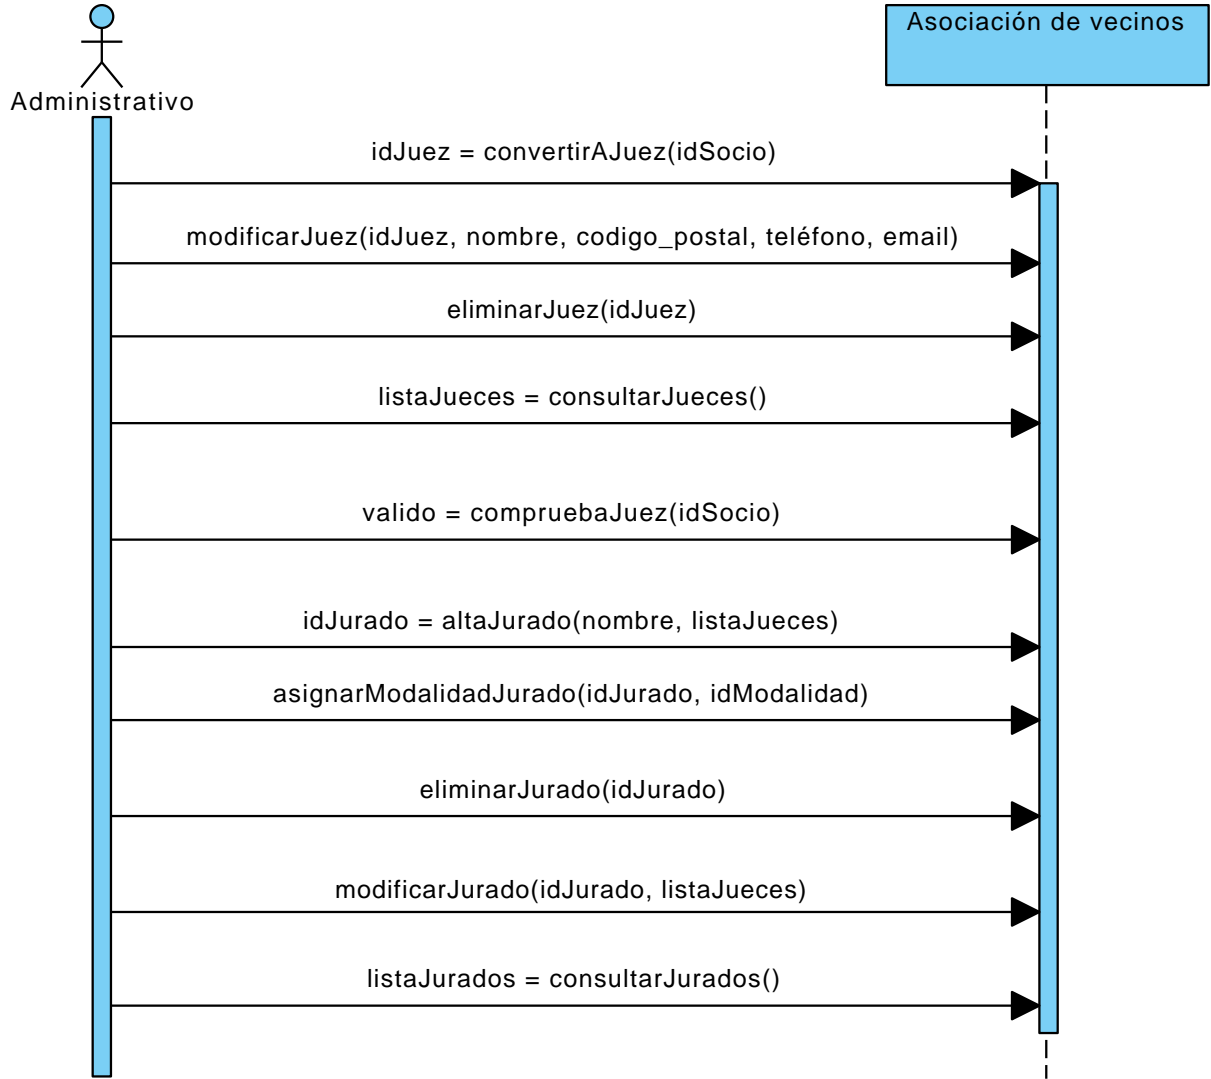 Asociación de vecinos
Administrativo
idJuez = convertirAJuez(idSocio)
modificarJuez(idJuez, nombre, codigo_postal, teléfono, email)
eliminarJuez(idJuez)
listaJueces = consultarJueces()
valido = compruebaJuez(idSocio)
idJurado = altaJurado(nombre, listaJueces)
asignarModalidadJurado(idJurado, idModalidad)
eliminarJurado(idJurado)
modificarJurado(idJurado, listaJueces)
listaJurados = consultarJurados()